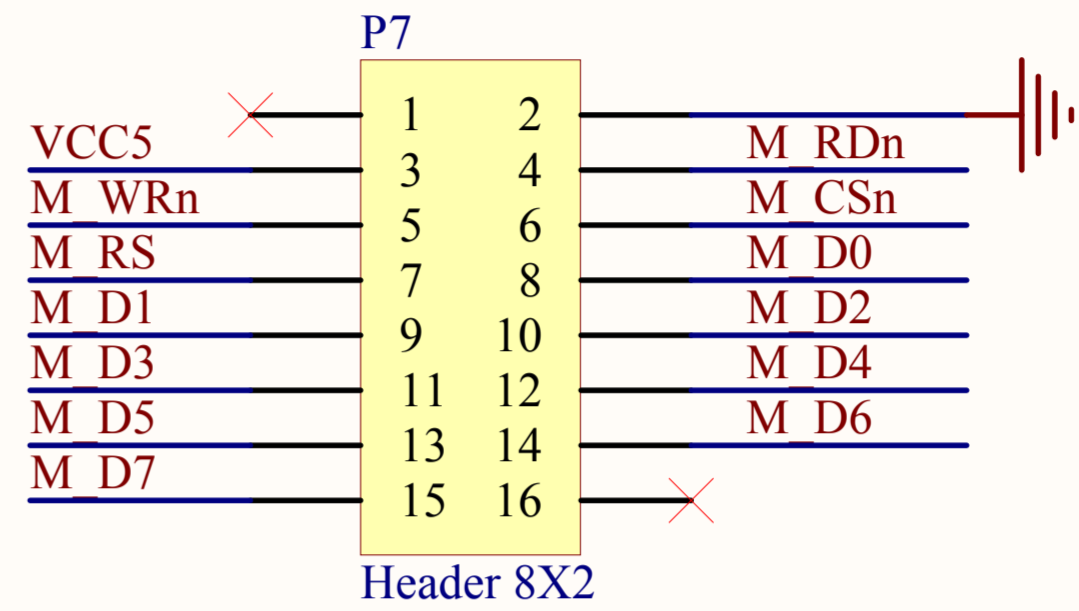 P7
1 2
VCC5 3 4 M_RDn
M_WRn 5 6 M_CSn
M_RS 7 8 M_D0
M_D1 9 10 M_D2
M_D3 11 12 M_D4
M_D5 13 14 M_D6
M_D7 15 16
Header 8X2